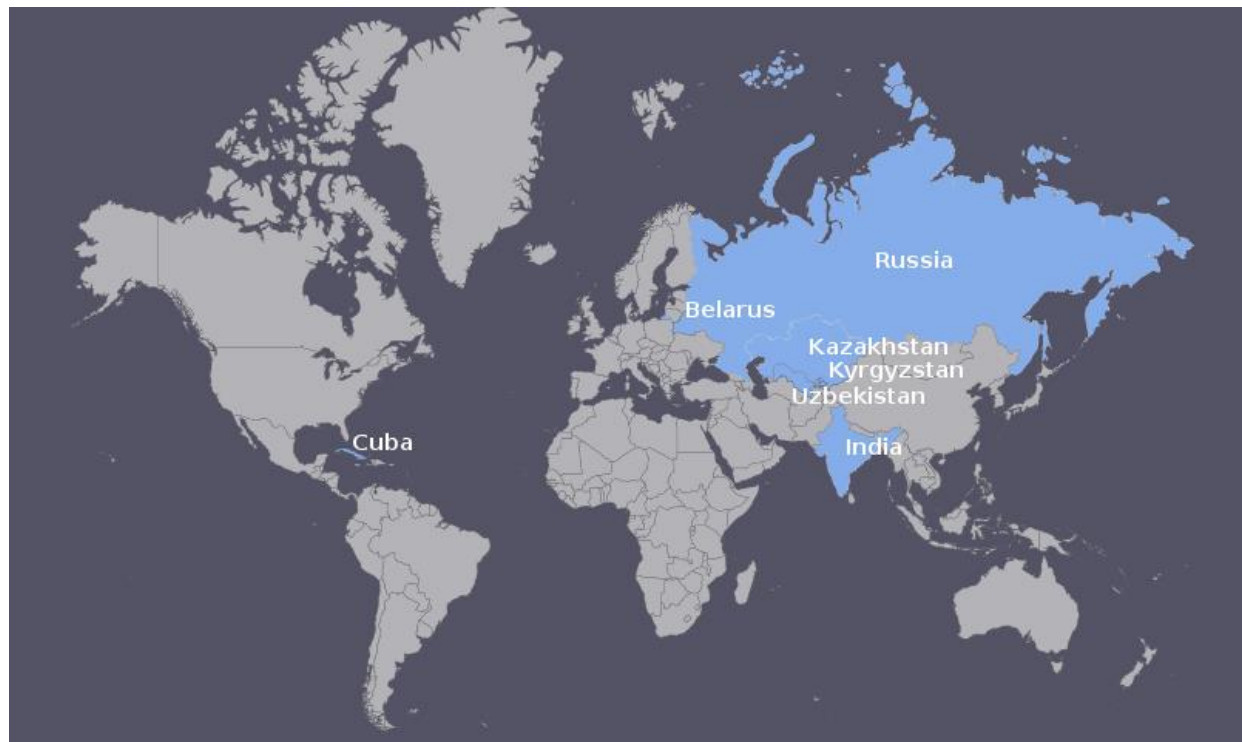 Russia
Belarus
Kazakhstan
Kyrgyzstan
Uzbekistan
Cuba
India